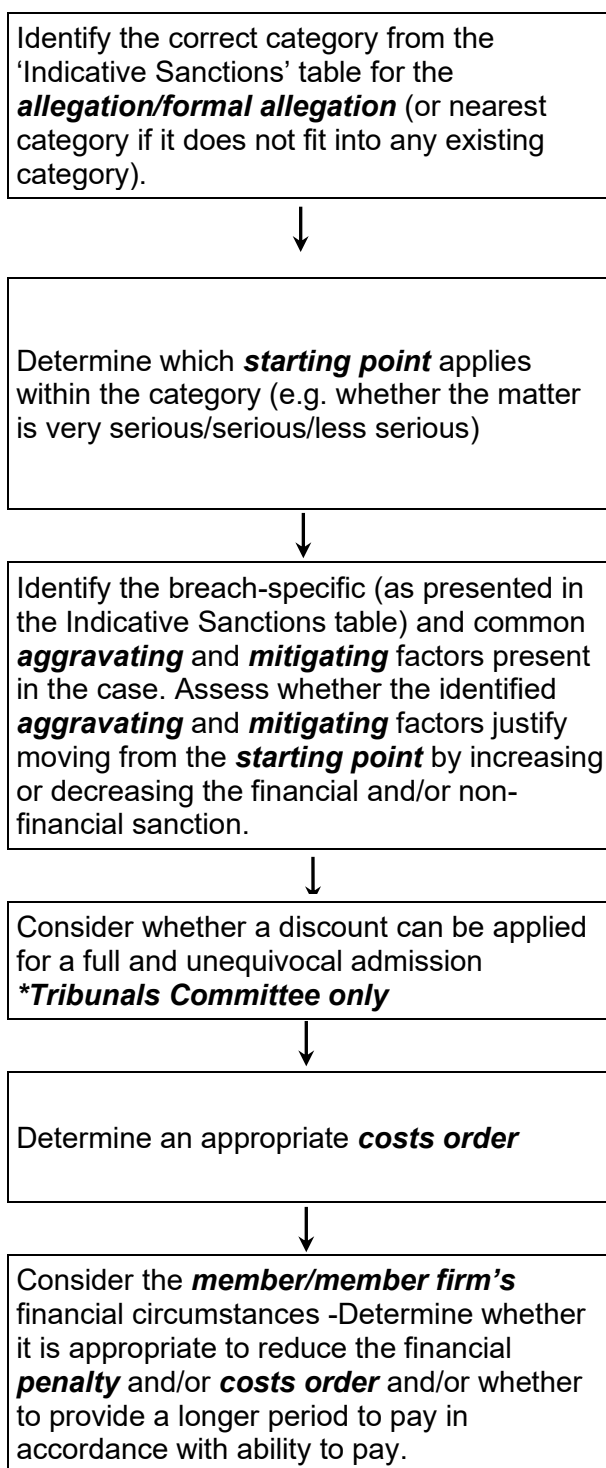 Identify the correct category from the
‘Indicative Sanctions’ table for the
allegation/formal allegation (or nearest
category if it does not fit into any existing
category).
Determine which starting point applies
within the category (e.g. whether the matter
is very serious/serious/less serious)
Identify the breach-specific (as presented in
the Indicative Sanctions table) and common
aggravating and mitigating factors present
in the case. Assess whether the identified
aggravating and mitigating factors justify
moving from the starting point by increasing
or decreasing the financial and/or non-
financial sanction.
Consider whether a discount can be applied
for a full and unequivocal admission
*Tribunals Committee only
Determine an appropriate costs order
Consider the member/member firm’s
financial circumstances -Determine whether
it is appropriate to reduce the financial
penalty and/or costs order and/or whether
to provide a longer period to pay in
accordance with ability to pay.